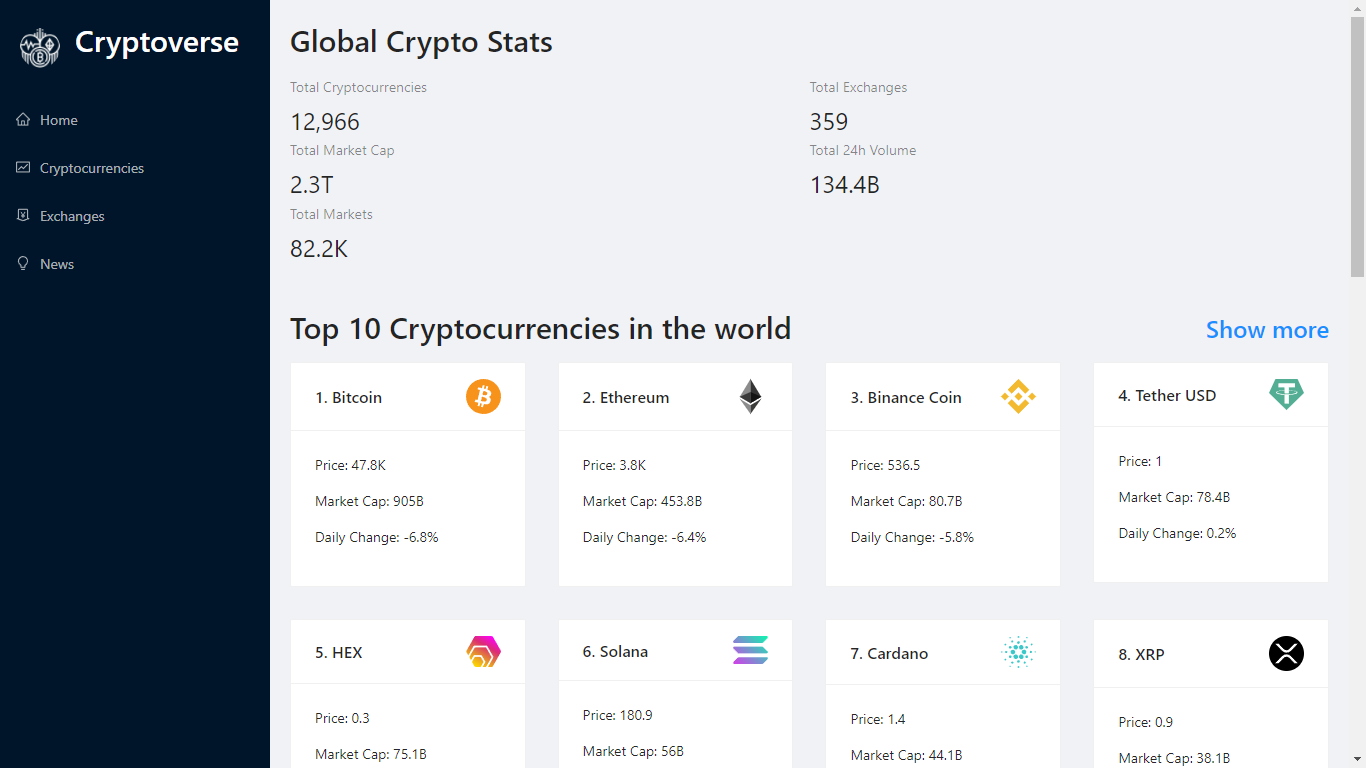 Cryptoverse
Home
Cryptocurrencies
Exchanges
News
Global Crypto Stats
Total Cryptocurrencies
12,966
Total Exchanges
359
Total Market Cap
2.3T
Total 24h Volume
134.4B
Total Markets
82.2K
Top 10 Cryptocurrencies in the world
Show more
1. Bitcoin
Price: 47.8K
Market Cap: 905B
Daily Change: -6.8%
2. Ethereum
Price: 3.8K
Market Cap: 453.8B
Daily Change: -6.4%
3. Binance Coin
Price: 536.5
Market Cap: 80.7B
Daily Change: -5.8%
4. Tether USD
Price: 1
Market Cap: 78.4B
Daily Change: 0.2%
5. HEX
Price: 0.3
Market Cap: 75.1B
6. Solana
Price: 180.9
Market Cap: 56B
7. Cardano
Price: 1.4
Market Cap: 44.1B
8. XRP
Price: 0.9
Market Cap: 38.1B